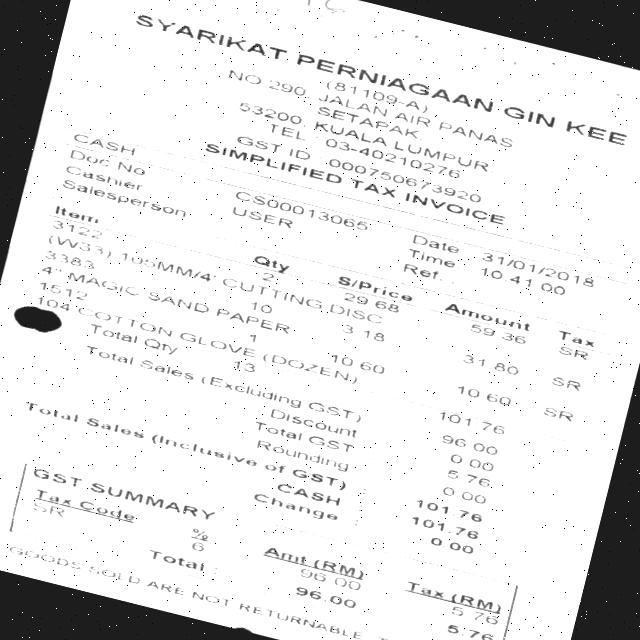 SYARIKAT PERNIAGAAN GIN KEE
(81109-A)
NO 290, JALAN AIR PANAS
SETAPAK
53200, KUALA LUMPUR
TEL : 03-40210276
GST ID : 000750673920
SIMPLIFIED TAX INVOICE
CASH
Doc No CS00013065 Date 31/01/2018
Cashier USER Time 10:41:00
Salesperson Ref.
Item Qty S/Price Amount Tax
3122 2 29.68 59.36 SR
(W33) 105MM/4" CUTTING DISC
3383 10 3.18 31.80 SR
4" MAGIC SAND PAPER
1512 1 10.60 10.60 SR
104 COTTON GLOVE (DOZEN)
Total Qty 13 101.76
Total Sales (Excluding GST) 96.00
Discount 0.00
Total GST 5.76
Rounding 0.00
Total Sales (Inclusive of GST) : 101.76
CASH : 101.76
Change : 0.00
GST SUMMARY
Tax Code % Amt (RM) Tax (RM)
SR 6 96.00 5.76
Total : 96.00 5.76
GOODS SOLD ARE NOT RETURNABLE